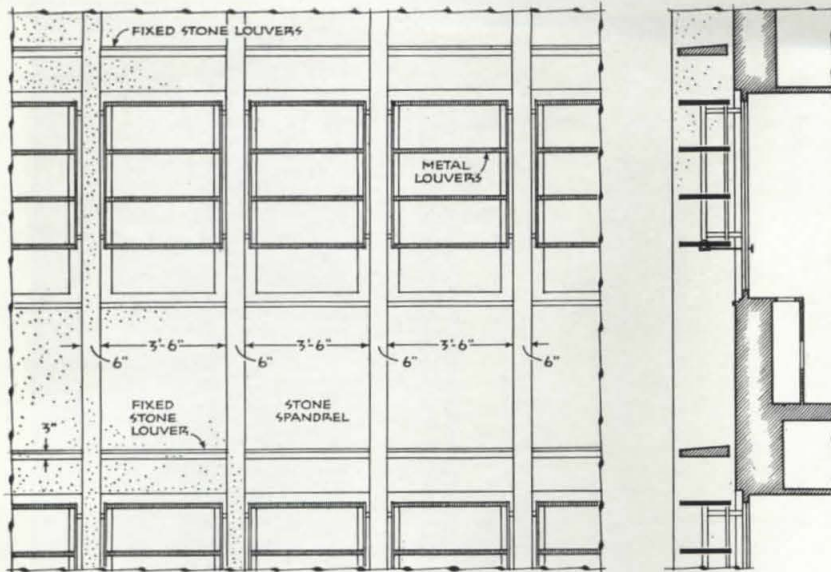 FIXED STONE LOUVERS
METAL
LOUVERS
3'-6"
3'-6"
3'-6"
6"
6"
6"
6"
FIXED
STONE
LOUVER
STONE
SPANDREL
3"